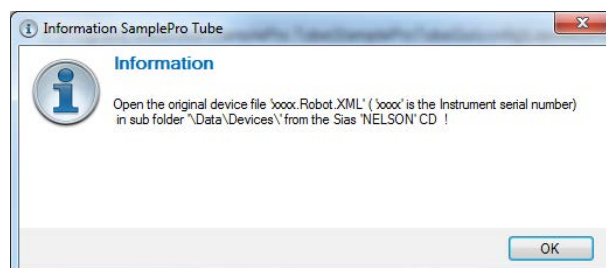 Information SamplePro Tube
Information
Open the original device file 'xxxx.Robot.XML' ( 'xxxx' is the Instrument serial number)
in sub folder '\Data\Devices\' from the Sias 'NELSON' CD !
OK